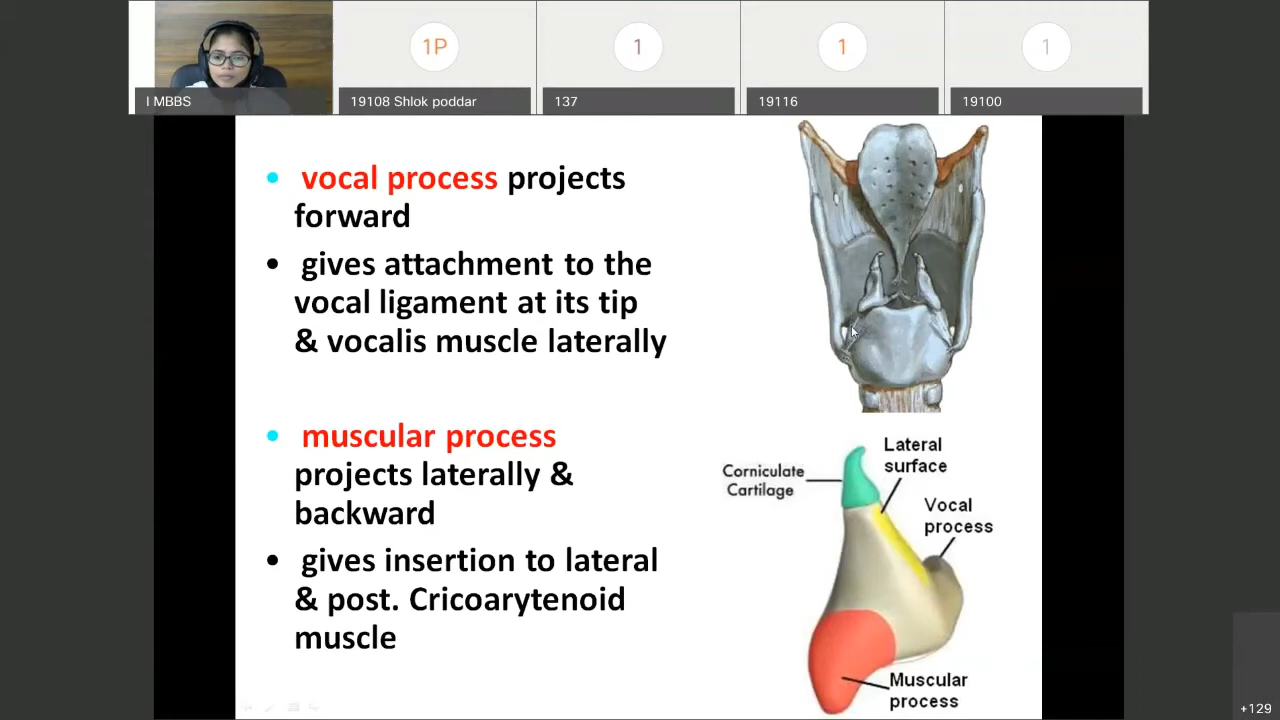 1P
1
1
1
I MBBS
19108 Shlok poddar
137
19116
19100
• vocal process projects
forward
• gives attachment to the
vocal ligament at its tip
& vocalis muscle laterally
• muscular process
projects laterally &
backward
• gives insertion to lateral
& post. Cricoarytenoid
muscle
Lateral
surface
Corniculate
Cartilage
Vocal
process
Muscular
process
+129